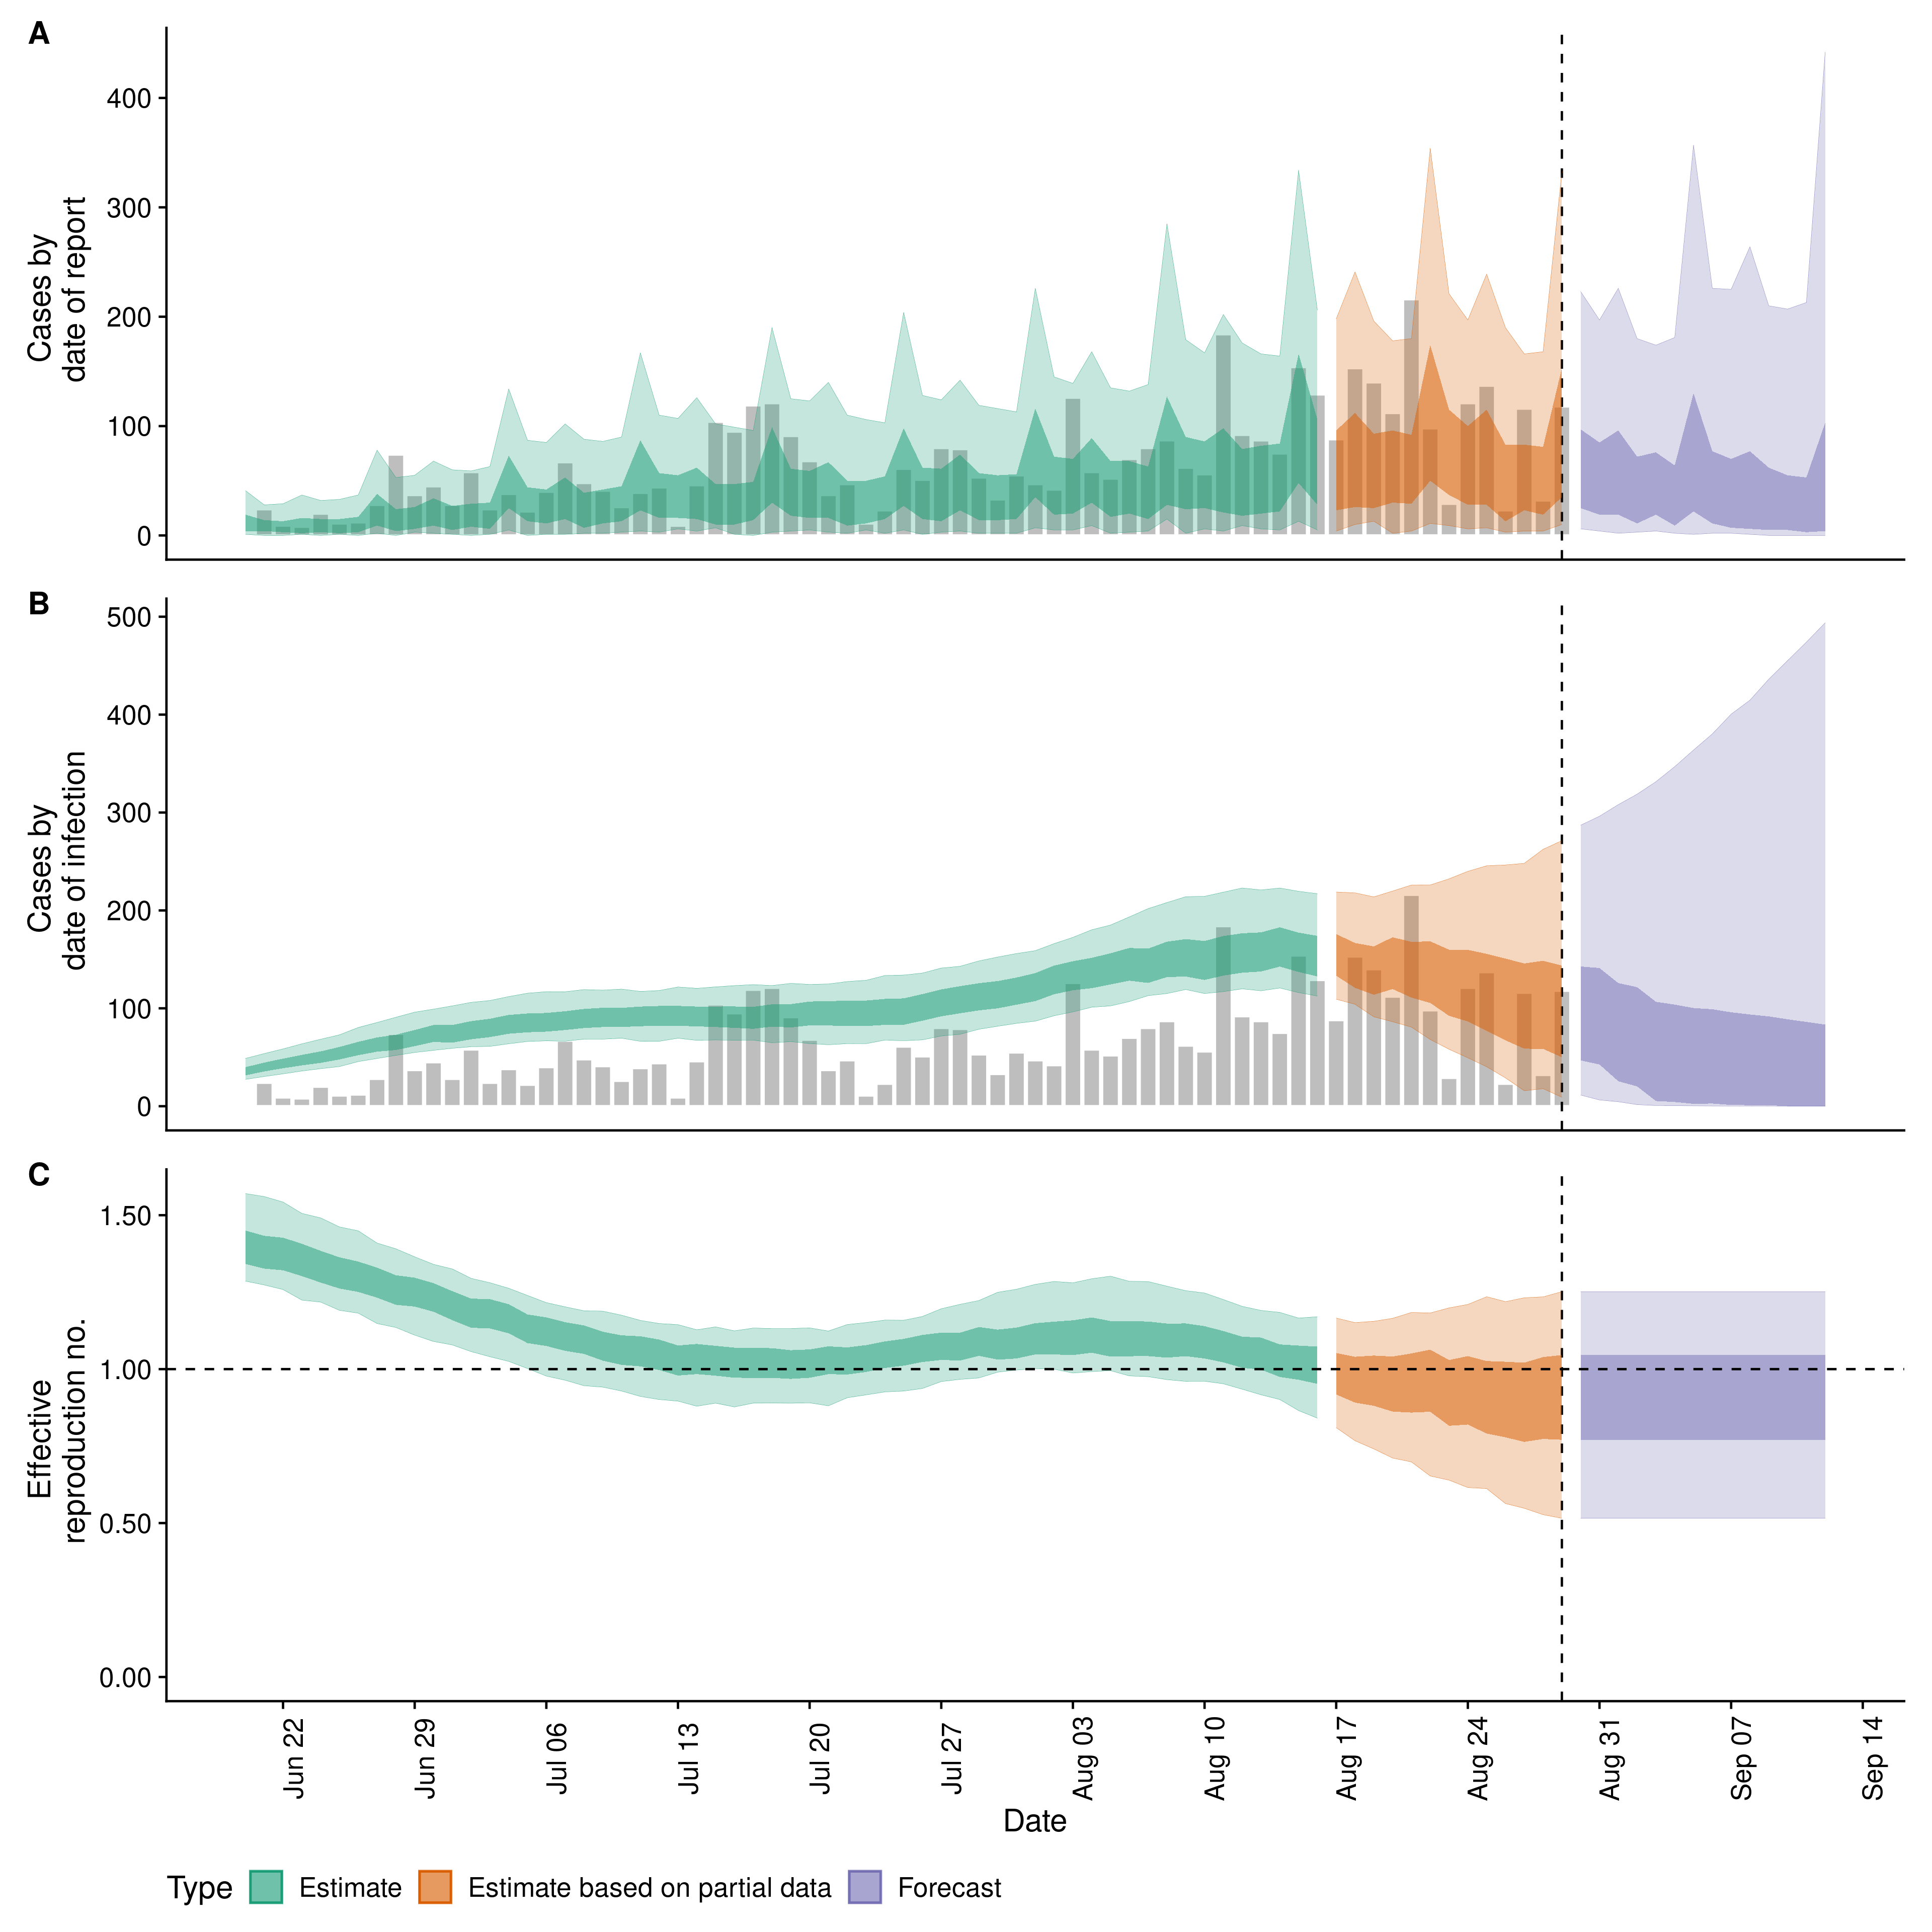 A
Cases by
date of report
400
300
200
100
0
B
Cases by
date of infection
500
400
300
200
100
0
C
Effective
reproduction no.
1.50
1.00
0.50
0.00
Jun 22
Jun 29
Jul 06
Jul 13
Jul 20
Jul 27
Aug 03
Aug 10
Aug 17
Aug 24
Aug 31
Sep 07
Sep 14
Date
Type Estimate Estimate based on partial data Forecast